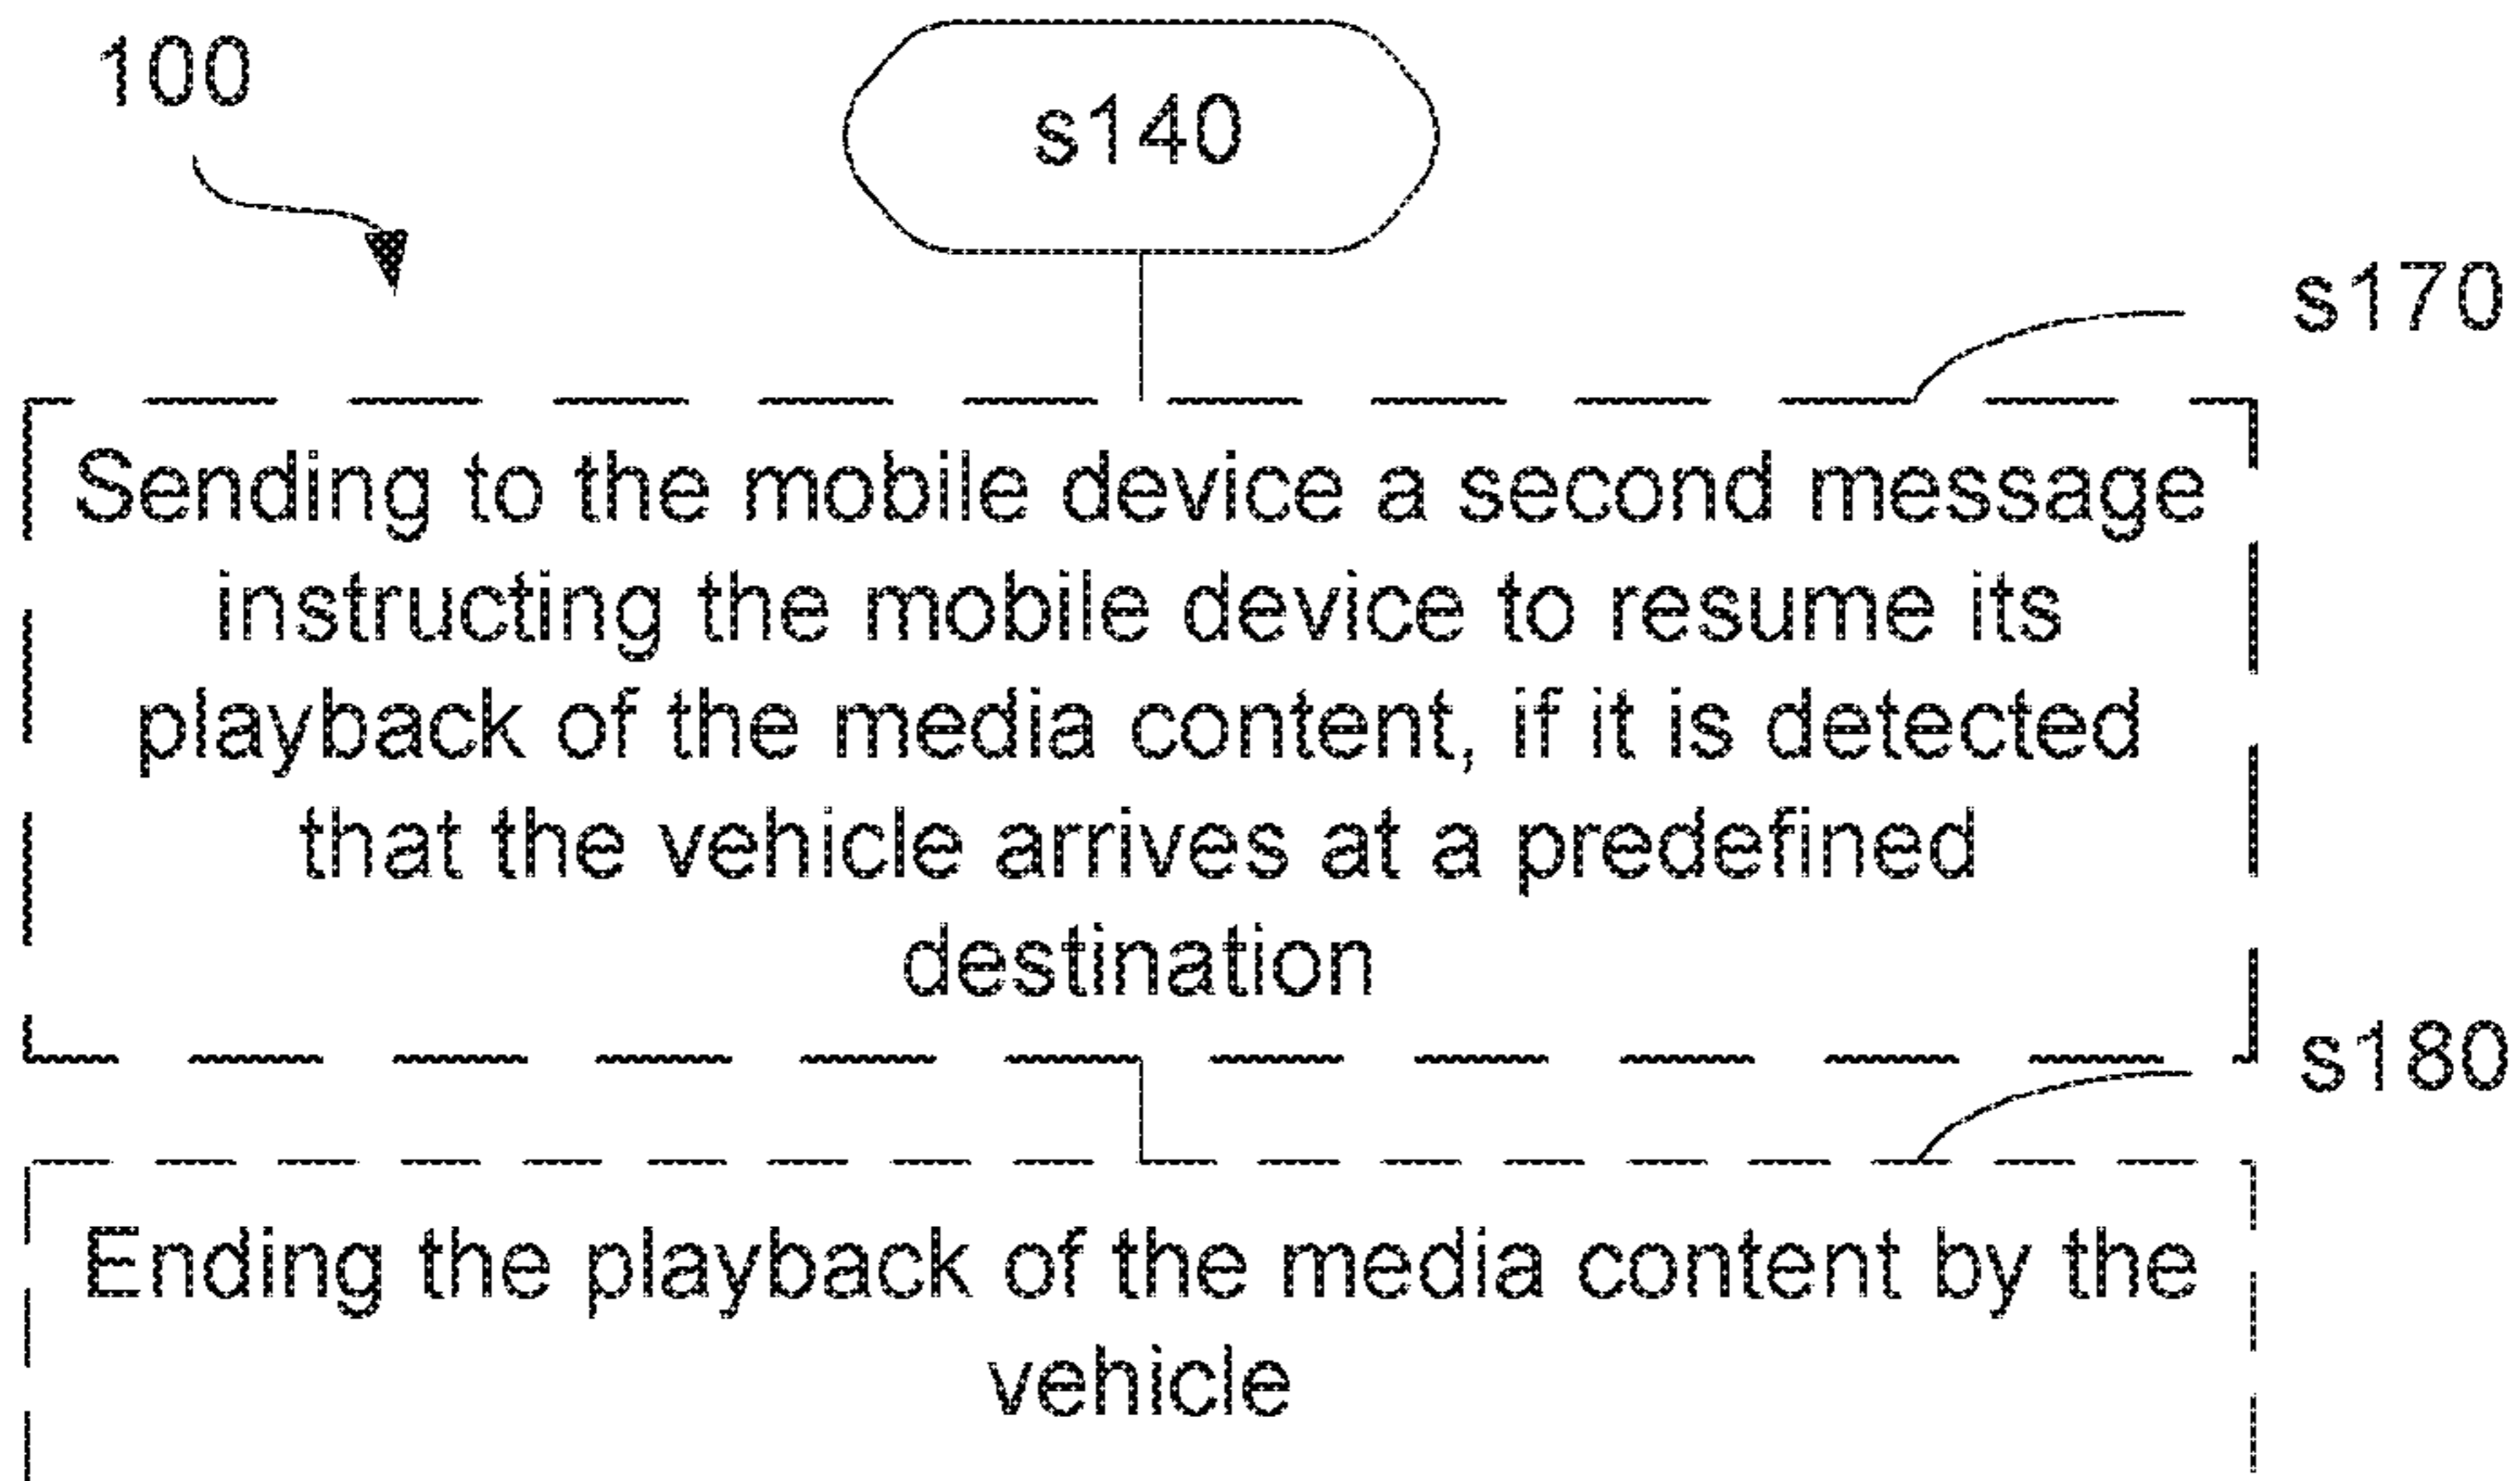 100
s140
s170
Sending to the mobile device a second message
instructing the mobile device to resume its
playback of the media content, if it is detected
that the vehicle arrives at a predefined
destination
s180
Ending the playback of the media content by the
vehicle